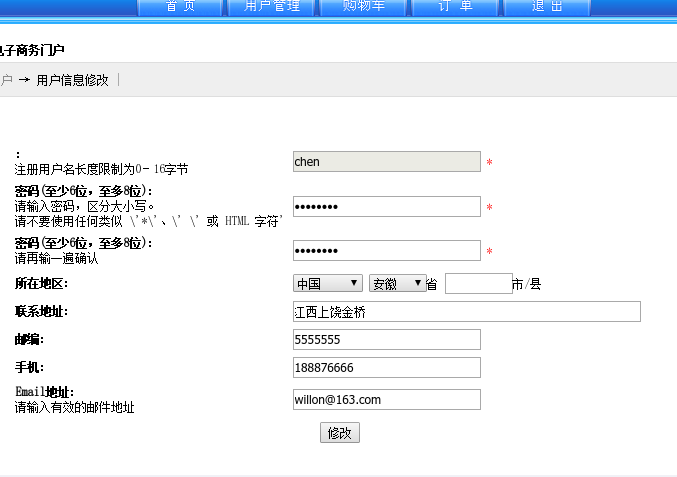 首 页 用户管理 购物车 订 单 退 出
电子商务门户
户 → 用户信息修改 |
:
注册用户名长度限制为0-16字节 chen *
密码(至少6位，至多8位):
请输入密码，区分大小写。 •••••••• *
请不要使用任何类似 \'*\'、\' \' 或 HTML 字符'
密码(至少6位，至多8位):
请再输一遍确认 •••••••• *
所在地区: 中国 安徽 省 市/县
联系地址: 江西上饶金桥
邮编: 5555555
手机: 188876666
Email地址:
请输入有效的邮件地址 willon@163.com
修改